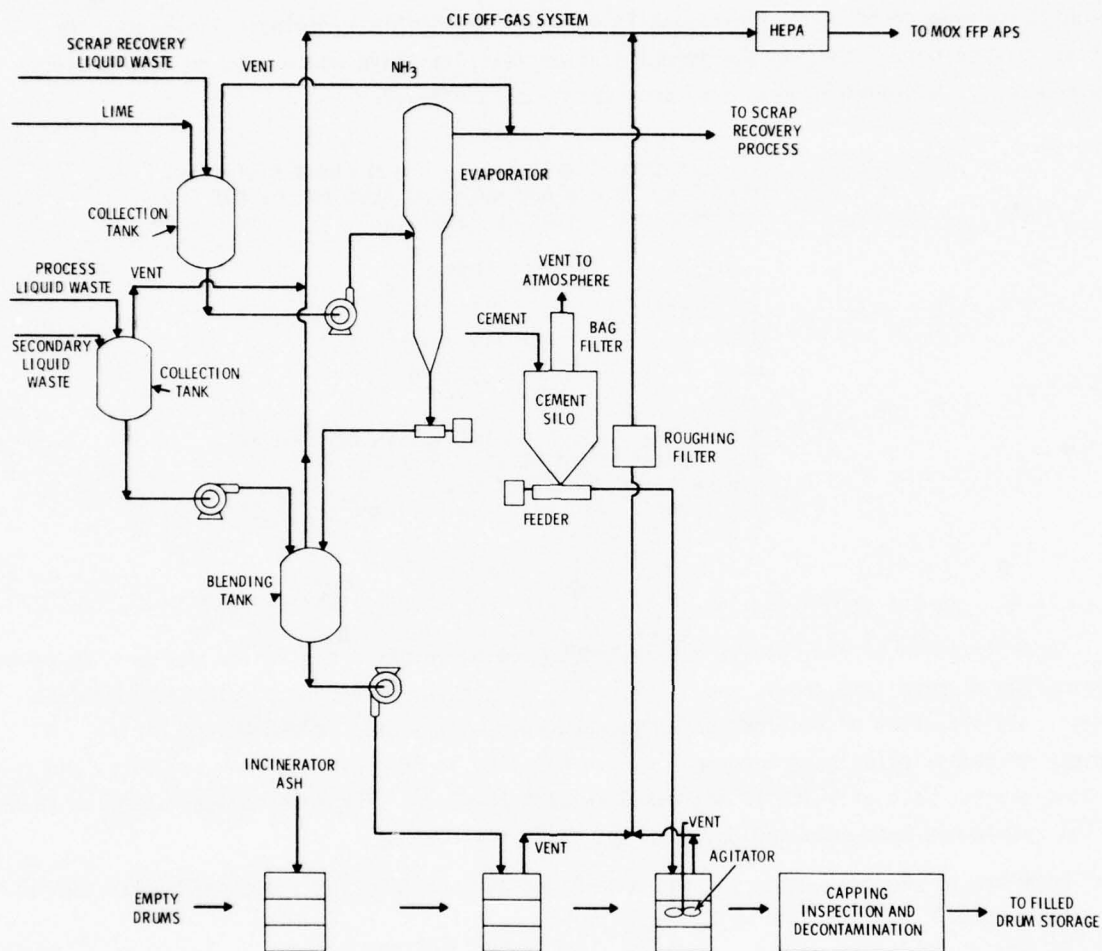 CIF OFF-GAS SYSTEM
HEPA
TO MOX FFP APS
SCRAP RECOVERY
LIQUID WASTE
VENT
NH3
LIME
TO SCRAP
RECOVERY
PROCESS
EVAPORATOR
COLLECTION
TANK
PROCESS
LIQUID WASTE
VENT
VENT TO
ATMOSPHERE
CEMENT
BAG
FILTER
SECONDARY
LIQUID
WASTE
COLLECTION
TANK
CEMENT
SILO
ROUGHING
FILTER
FEEDER
BLENDING
TANK
INCINERATOR
ASH
VENT
VENT
AGITATOR
EMPTY
DRUMS
CAPPING
INSPECTION AND
DECONTAMINATION
TO FILLED
DRUM STORAGE